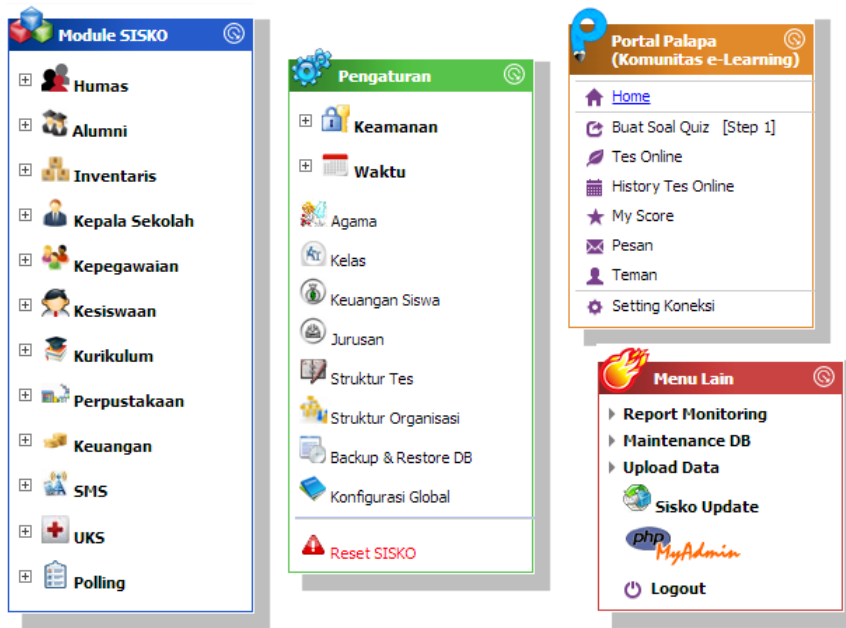 Module SISKO
Humas
Alumni
Inventaris
Kepala Sekolah
Kepegawaian
Kesiswaan
Kurikulum
Perpustakaan
Keuangan
SMS
UKS
Polling
Pengaturan
Keamanan
Waktu
Agama
Kelas
Keuangan Siswa
Jurusan
Struktur Tes
Struktur Organisasi
Backup & Restore DB
Konfigurasi Global
Reset SISKO
Portal Palapa
(Komunitas e-Learning)
Home
Buat Soal Quiz [Step 1]
Tes Online
History Tes Online
My Score
Pesan
Teman
Setting Koneksi
Menu Lain
Report Monitoring
Maintenance DB
Upload Data
Sisko Update
php
MyAdmin
Logout